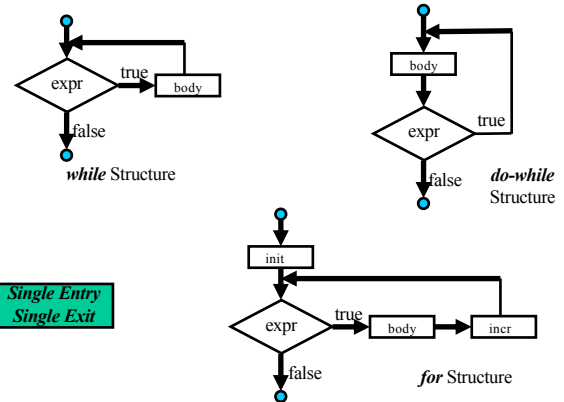 expr
true
body
false
while Structure
body
true
expr
false
do-while
Structure
Single Entry
Single Exit
init
expr
true
body
incr
false
for Structure